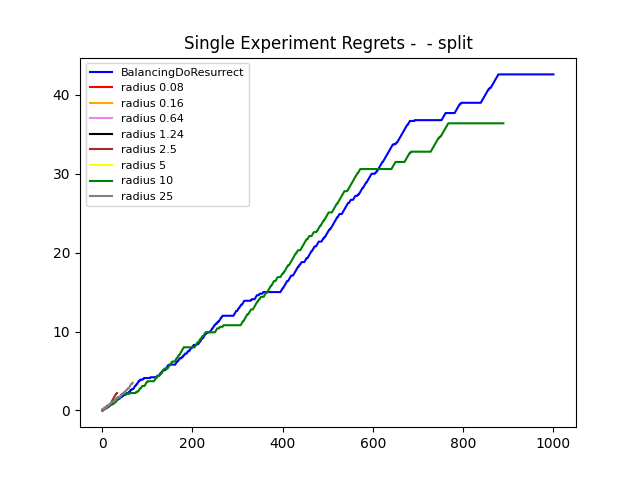 Single Experiment Regrets -  - split
BalancingDoResurrect
radius 0.08
radius 0.16
radius 0.64
radius 1.24
radius 2.5
radius 5
radius 10
radius 25
40
30
20
10
0
0 200 400 600 800 1000